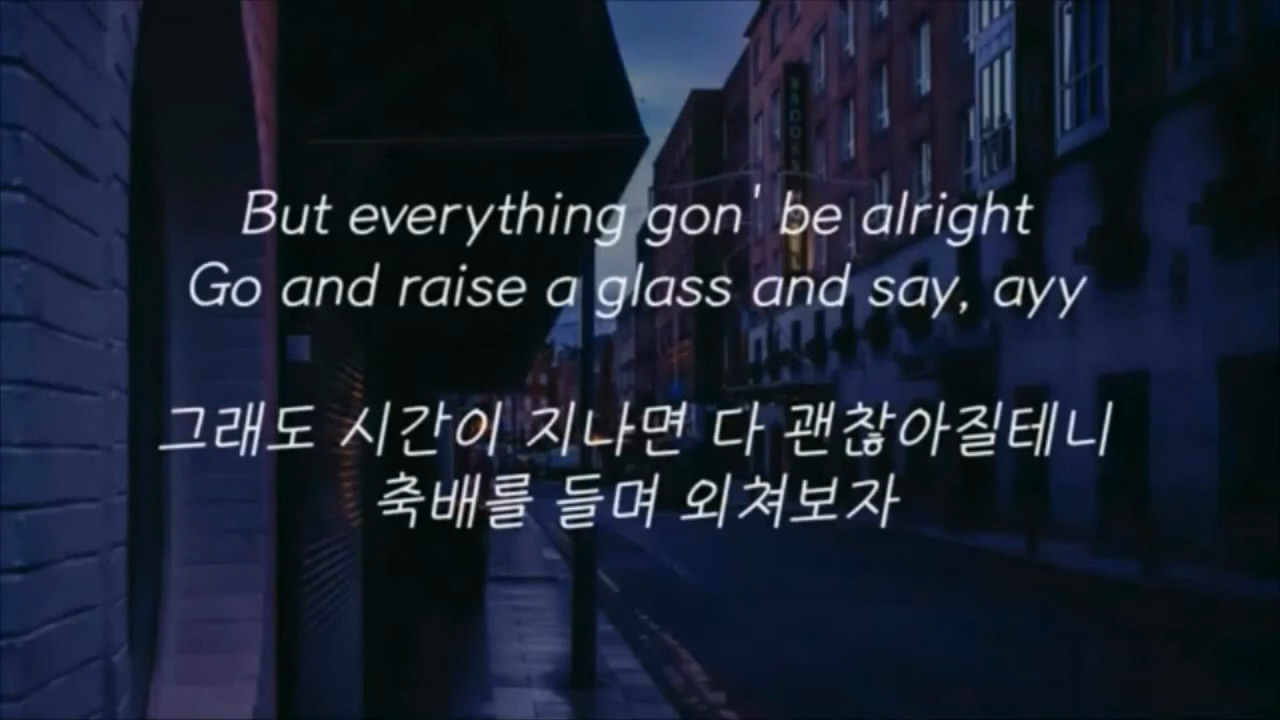 But everything gon' be alright
Go and raise a glass and say, ayy
그래도 시간이 지나면 다 괜찮아질테니
축배를 들며 외쳐보자